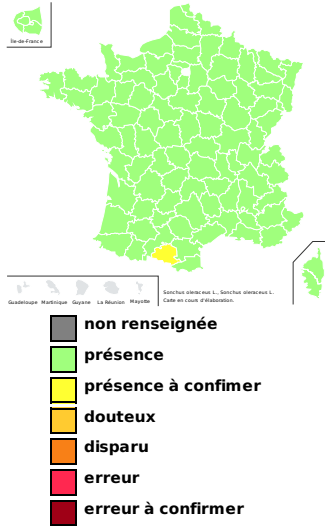 Île-de-France
Guadeloupe Martinique Guyane La Réunion Mayotte
Sonchus oleraceus L., Sonchus oleraceus L.
Carte en cours d'élaboration.
non renseignée
présence
présence à confimer
douteux
disparu
erreur
erreur à confirmer